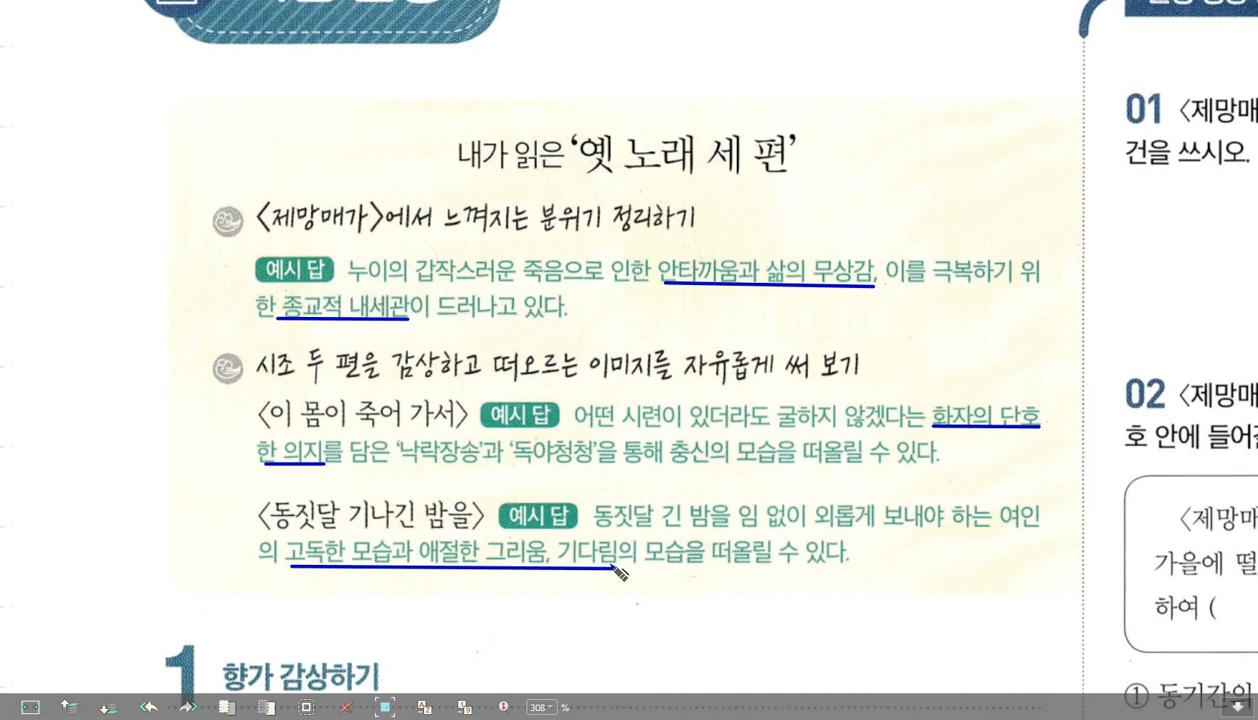 내가 읽은 '옛 노래 세 편'
〈제망매가〉에서 느껴지는 분위기 정리하기
예시 답 누이의 갑작스러운 죽음으로 인한 안타까움과 삶의 무상감, 이를 극복하기 위
한 종교적 내세관이 드러나고 있다.
시조 두 편을 감상하고 떠오르는 이미지를 자유롭게 써 보기
〈이 몸이 죽어 가서〉 예시 답 어떤 시련이 있더라도 굴하지 않겠다는 화자의 단호
한 의지를 담은 '낙락장송'과 '독야청청'을 통해 충신의 모습을 떠올릴 수 있다.
〈동짓달 기나긴 밤을〉 예시 답 동짓달 긴 밤을 임 없이 외롭게 보내야 하는 여인
의 고독한 모습과 애절한 그리움, 기다림의 모습을 떠올릴 수 있다.
1 향가 감상하기
01 〈제망매
건을 쓰시오.
02 〈제망매
호 안에 들어갈
〈제망매
가을에 떨
하여 (
① 동기간의
308 %